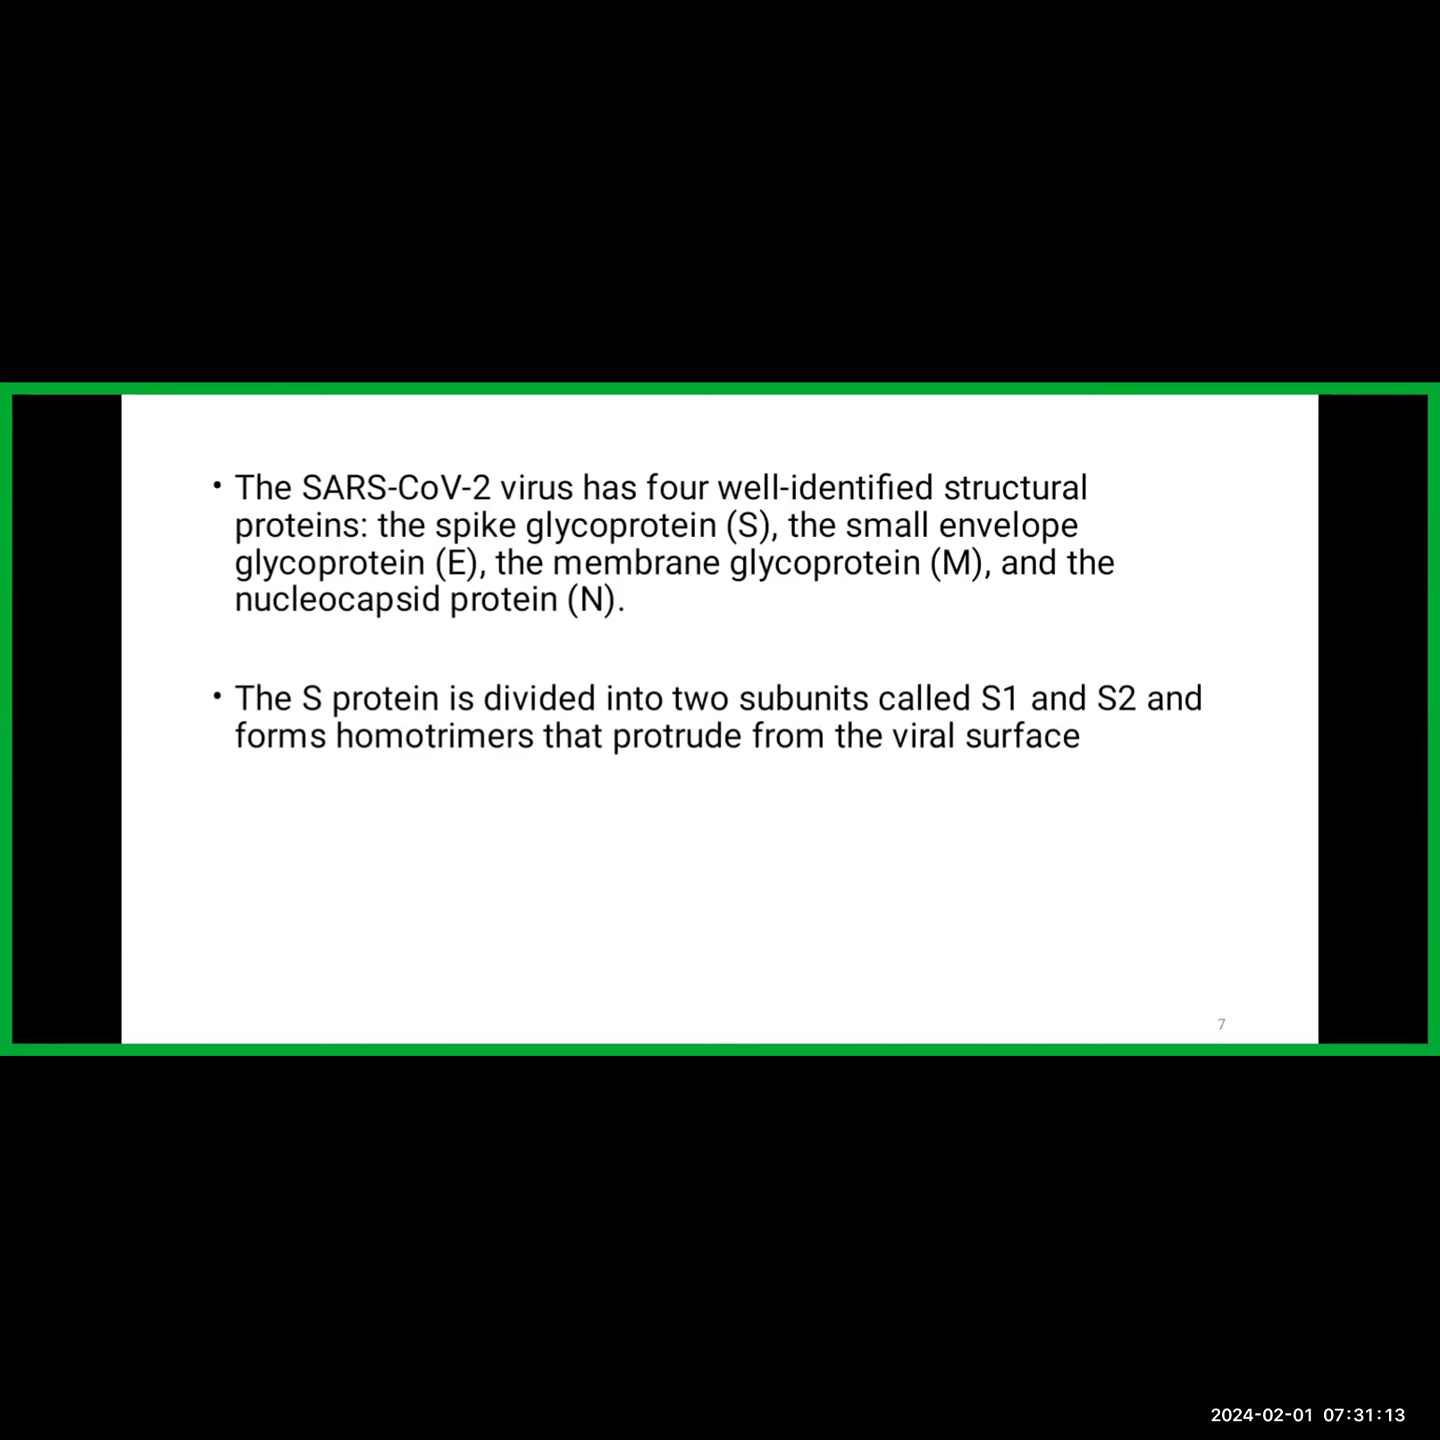 • The SARS-CoV-2 virus has four well-identified structural
proteins: the spike glycoprotein (S), the small envelope
glycoprotein (E), the membrane glycoprotein (M), and the
nucleocapsid protein (N).
• The S protein is divided into two subunits called S1 and S2 and
forms homotrimers that protrude from the viral surface
7
2024-02-01 07:31:13